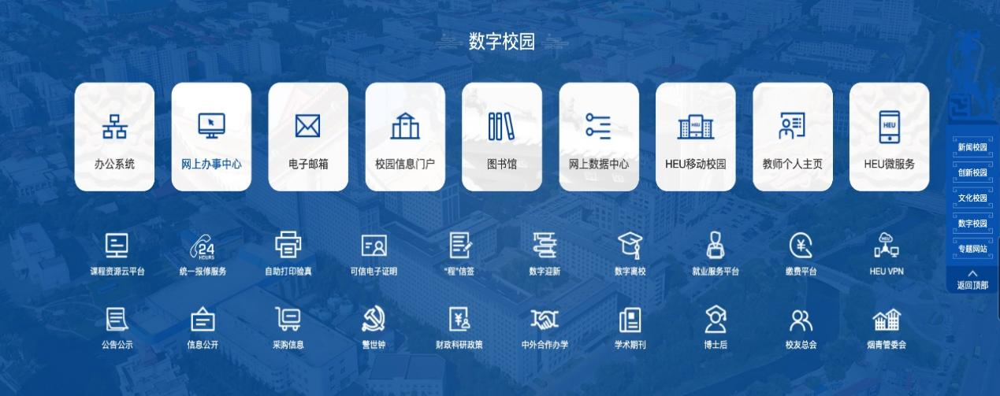 数字校园
办公系统
网上办事中心
电子邮箱
校园信息门户
图书馆
网上数据中心
HEU
HEU移动校园
教师个人主页
HEU
HEU微服务
课程资源云平台
24
HOURS
统一报修服务
自助打印验真
可信电子证明
“程”信签
数字迎新
数字离校
就业服务平台
缴费平台
HEU
HEU VPN
公告公示
信息公开
采购信息
警世钟
财政科研政策
中外合作办学
学术期刊
博士后
校友总会
烟青管委会
新闻校园
创新校园
文化校园
数字校园
专题网站
返回顶部